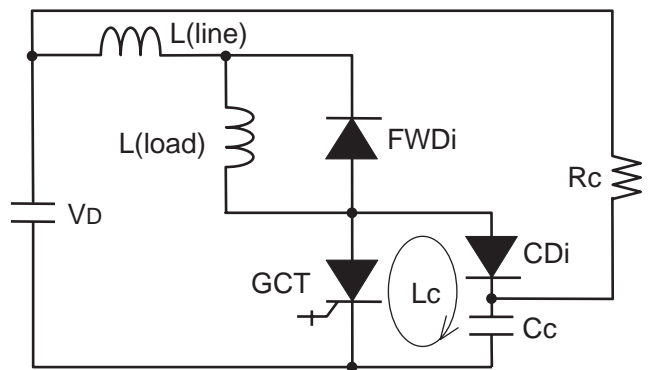 L(line)
L(load)
FWDi
Rc
VD
GCT
CDi
Lc
Cc